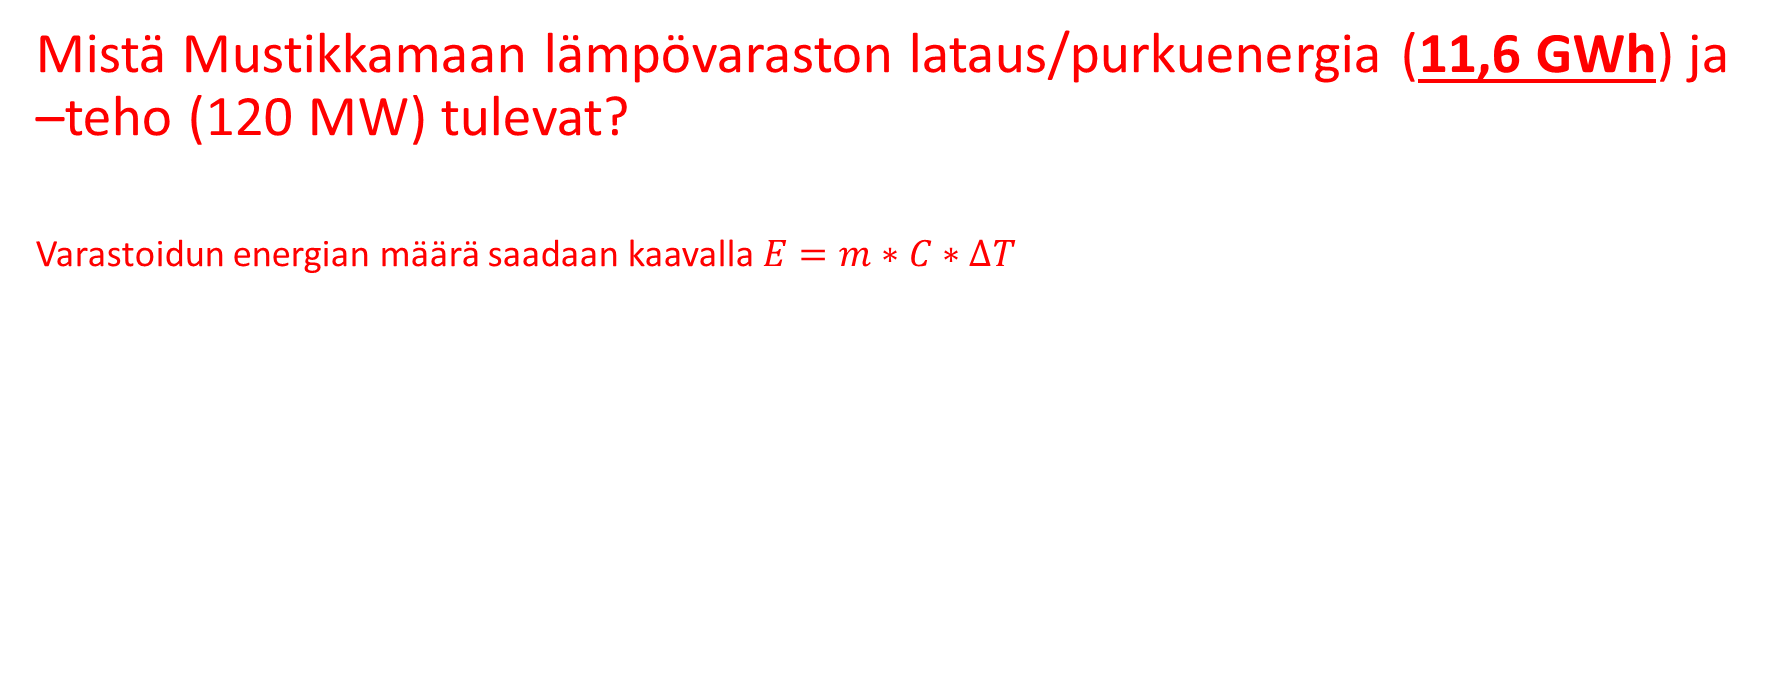 Mistä Mustikkamaan lämpövaraston lataus/purkuenergia (11,6 GWh) ja
–teho (120 MW) tulevat?
Varastoidun energian määrä saadaan kaavalla E = m ∗ C ∗ ΔT